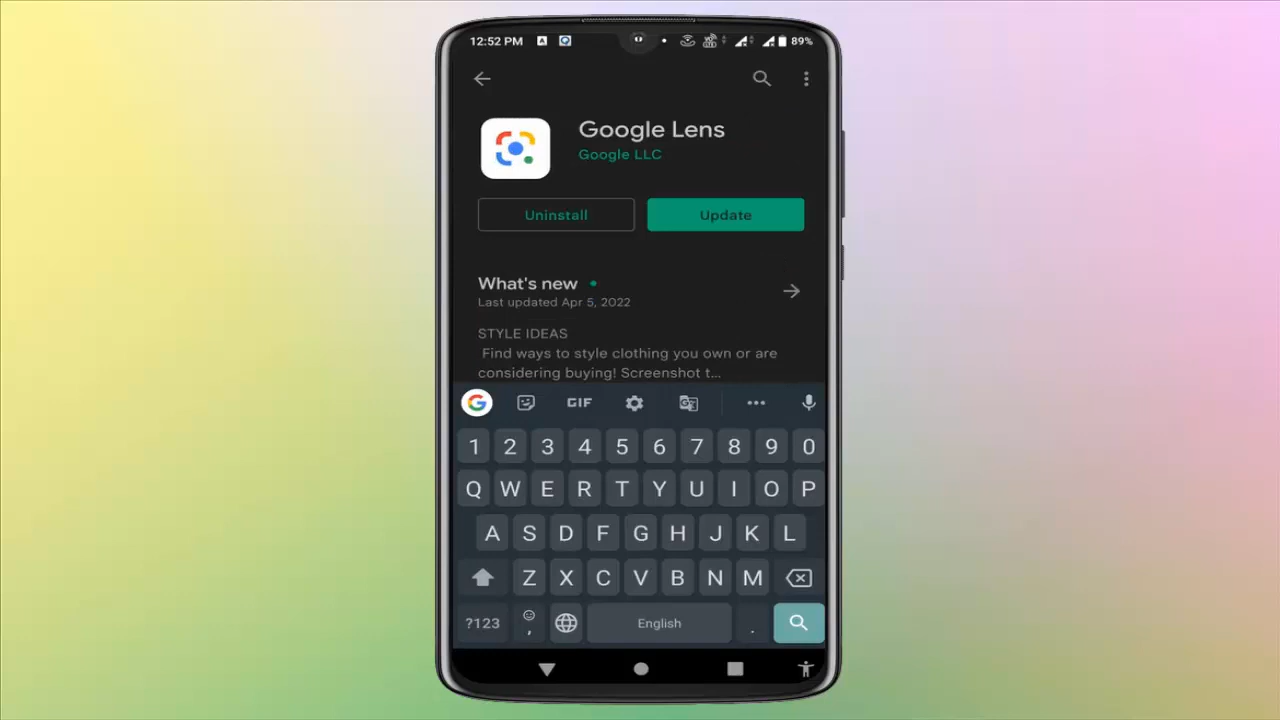 12:52 PM
89%
Google Lens
Google LLC
Uninstall
Update
What's new
Last updated Apr 5, 2022
STYLE IDEAS
Find ways to style clothing you own or are
considering buying! Screenshot t...
G GIF
1 2 3 4 5 6 7 8 9 0
Q W E R T Y U I O P
A S D F G H J K L
Z X C V B N M
?123 , English .